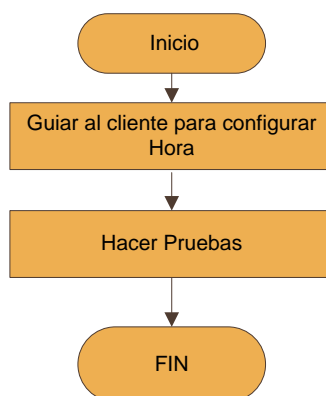 Inicio
Guiar al cliente para configurar
Hora
Hacer Pruebas
FIN